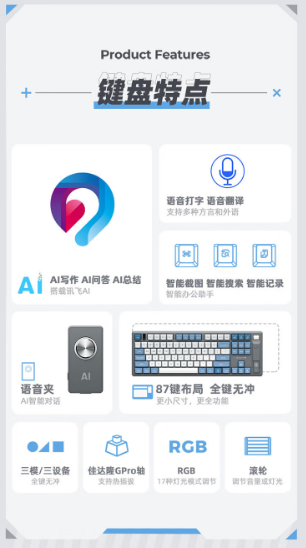 Product Features
键盘特点
AI
AI写作 AI问答 AI总结
搭载讯飞AI
语音打字 语音翻译
支持多种方言和外语
智能截图 智能搜索 智能记录
智能办公助手
语音夹
AI智能对话
AI
87键布局 全键无冲
更小尺寸，更全功能
三模/三设备
全键无冲
佳达隆GPro轴
支持热插拔
RGB
RGB
17种灯光模式调节
滚轮
调节音量或灯光